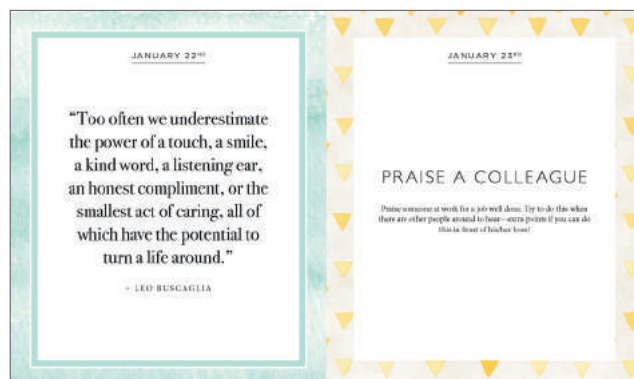 JANUARY 22ND
“Too often we underestimate
the power of a touch, a smile,
a kind word, a listening ear,
an honest compliment, or the
smallest act of caring, all of
which have the potential to
turn a life around.”
- LEO BUSCAGLIA
JANUARY 23RD
PRAISE A COLLEAGUE
Praise someone at work for a job well done. Try to do this when
there are other people around to hear—extra points if you can do
this in front of his/her boss!